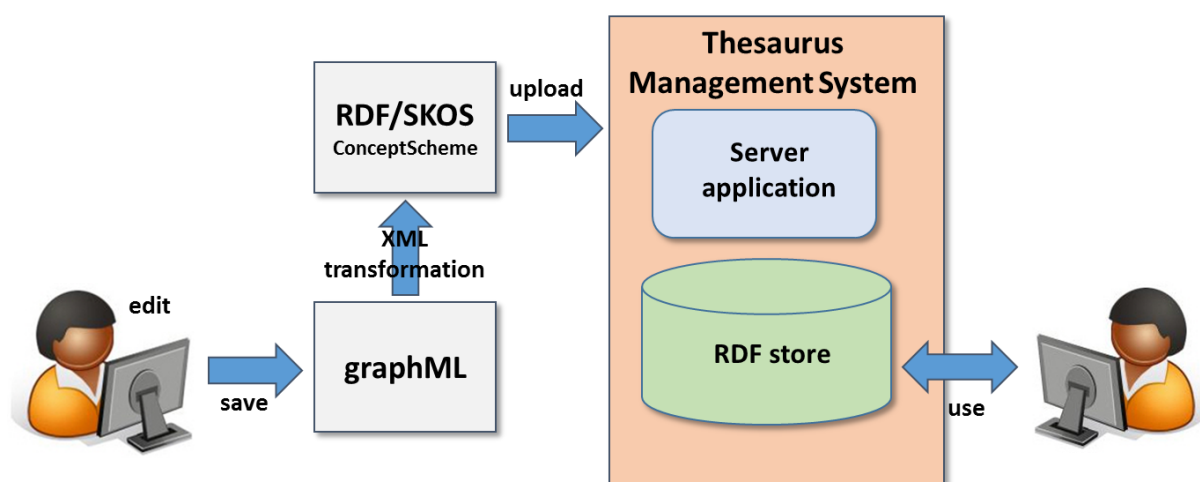 edit
save
graphML
XML
transformation
RDF/SKOS
ConceptScheme
upload
Thesaurus
Management System
Server
application
RDF store
use